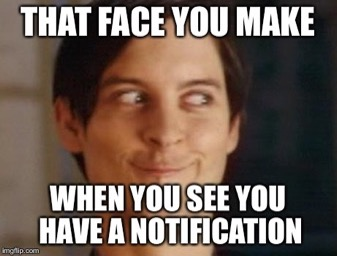 THAT FACE YOU MAKE
WHEN YOU SEE YOU
HAVE A NOTIFICATION
imgflip.com